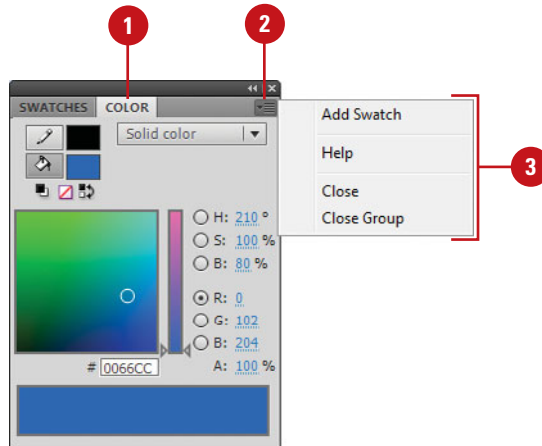 1
2
SWATCHES COLOR
Solid color
Add Swatch
Help
Close
Close Group
3
H: 210 °
S: 100 %
B: 80 %
R: 0
G: 102
B: 204
# 0066CC
A: 100 %